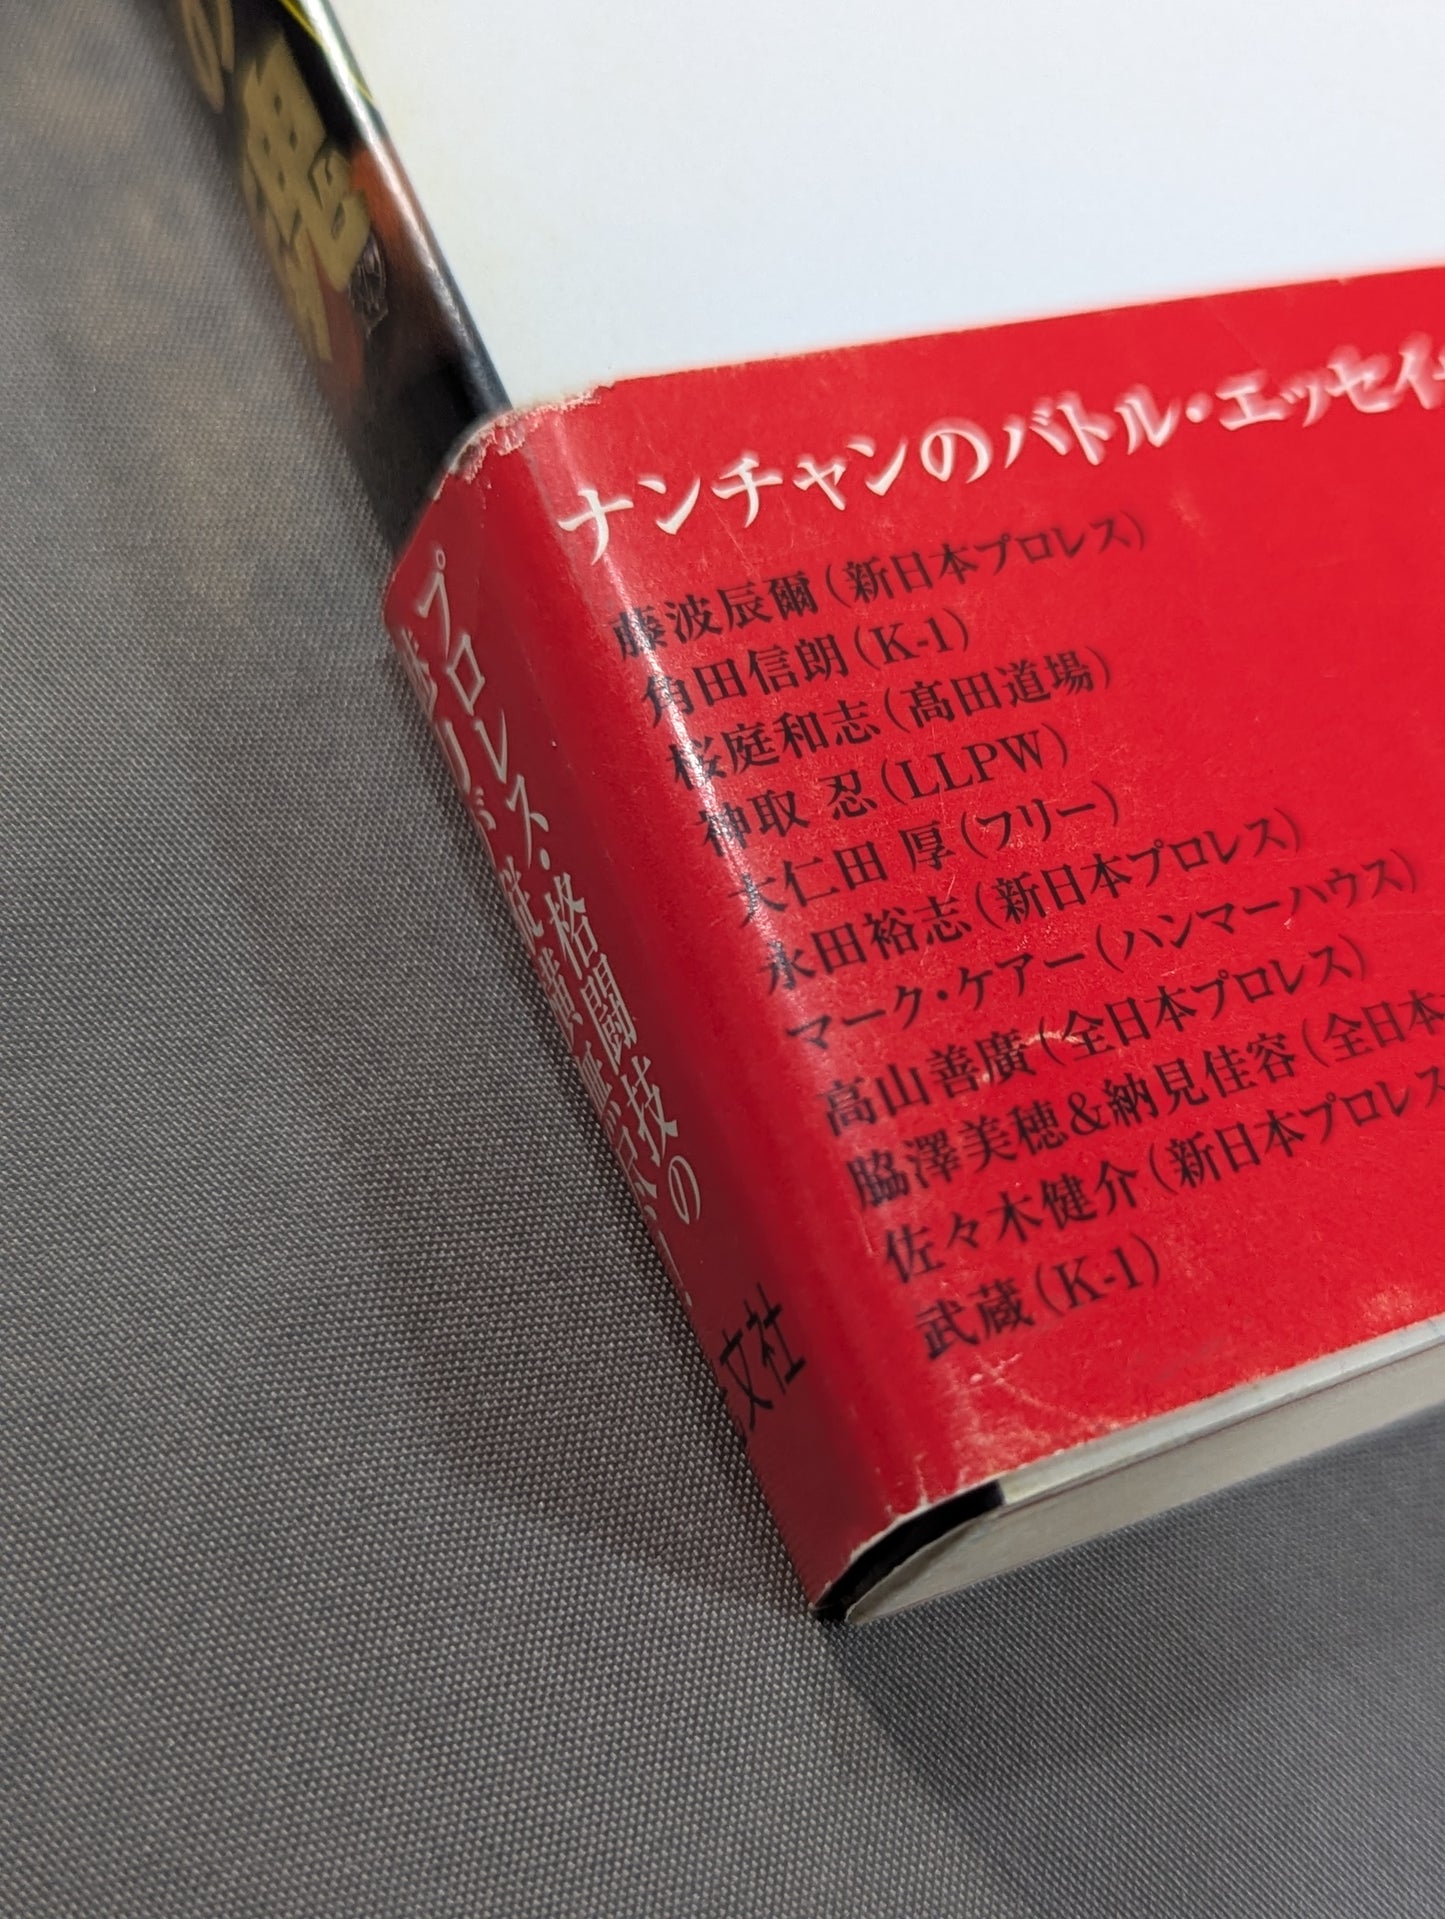 の
魂
ナンチャンのバトル・エッセイ
藤波辰爾(新日本プロレス)
角田信朗(K-1)
桜庭和志(髙田道場)
神取 忍(LLPW)
大仁田 厚(フリー)
永田裕志(新日本プロレス)
マーク・ケアー(ハンマーハウス)
高山善廣(全日本プロレス)
脇澤美穂&納見佳容(全日本
佐々木健介(新日本プロレス
武蔵(K-1)
プロレス・格闘技の
文社